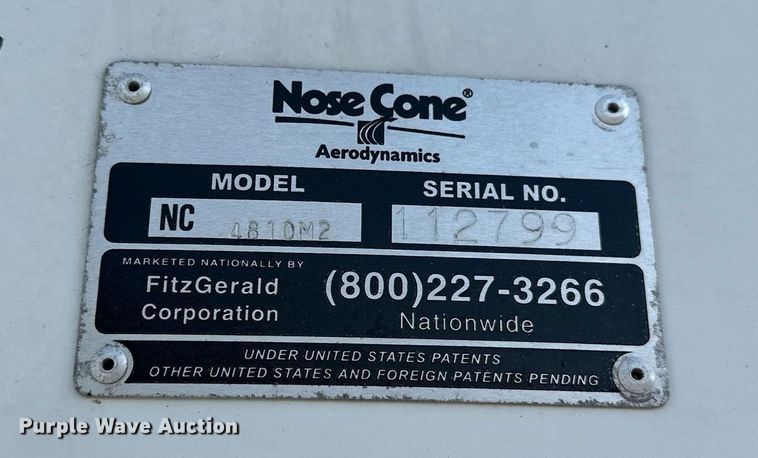 Nose Cone®
Aerodynamics
MODEL SERIAL NO.
NC 4810M2 112799
MARKETED NATIONALLY BY
FitzGerald
Corporation
(800)227-3266
Nationwide
UNDER UNITED STATES PATENTS
OTHER UNITED STATES AND FOREIGN PATENTS PENDING
Purple Wave Auction